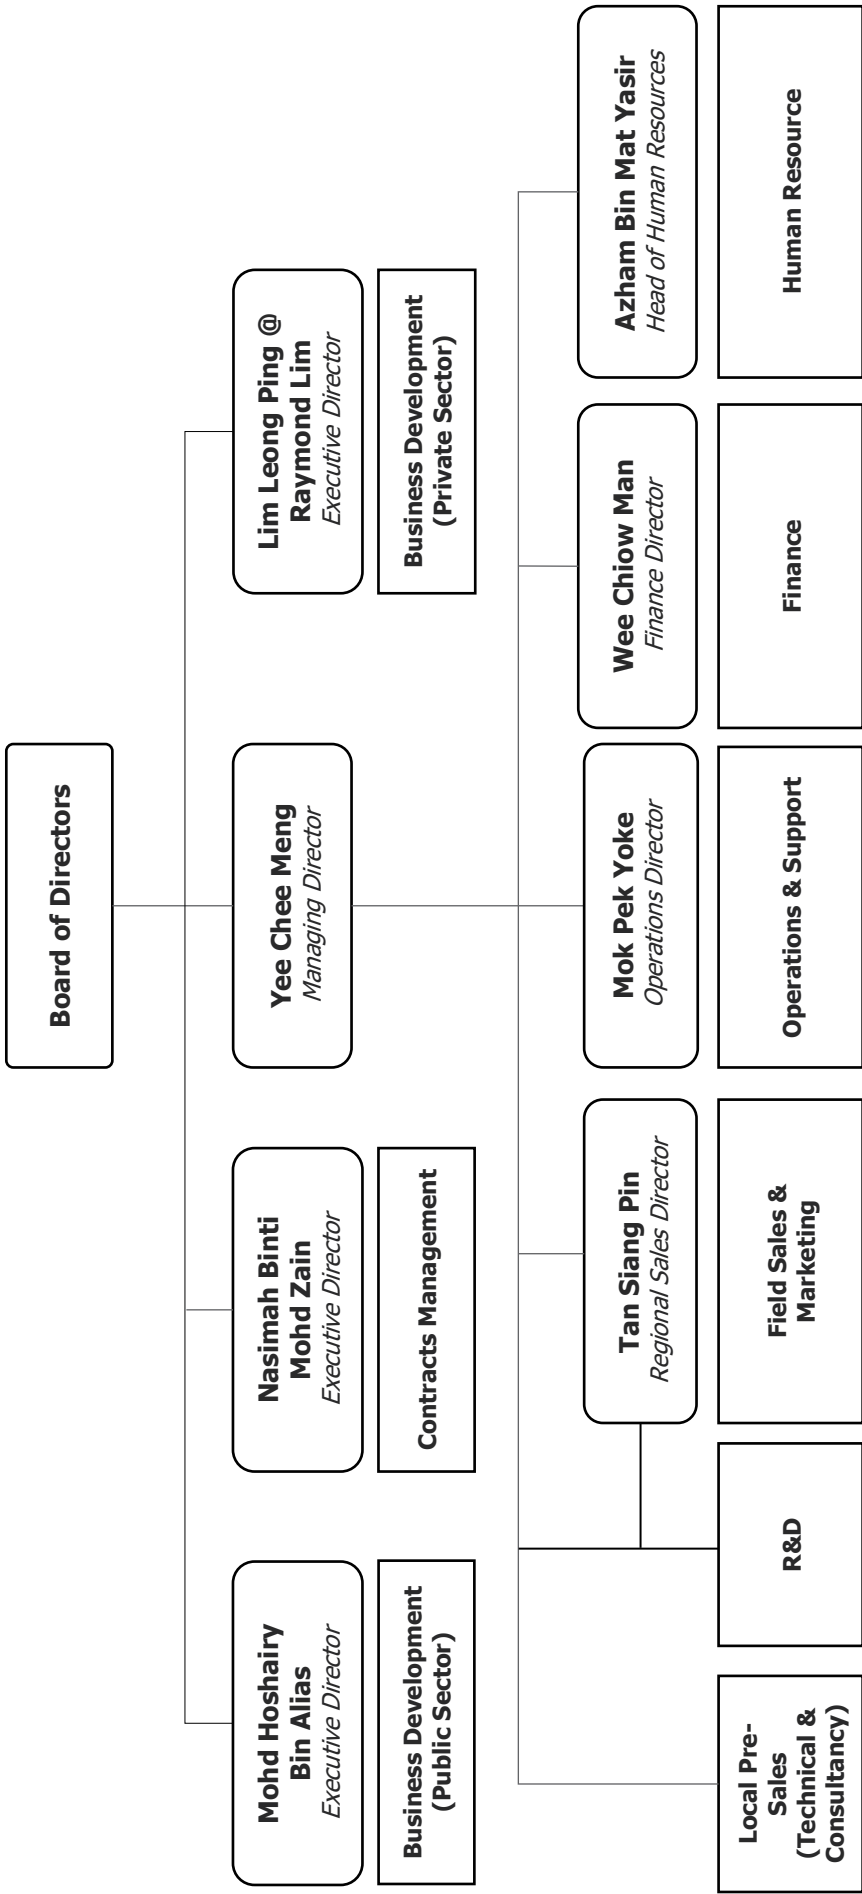 Board of Directors
Mohd Hoshairy
Bin Alias
Executive Director
Business Development
(Public Sector)
Nasimah Binti
Mohd Zain
Executive Director
Contracts Management
Yee Chee Meng
Managing Director
Lim Leong Ping @
Raymond Lim
Executive Director
Business Development
(Private Sector)
Local Pre-
Sales
(Technical &
Consultancy)
R&D
Tan Siang Pin
Regional Sales Director
Field Sales &
Marketing
Mok Pek Yoke
Operations Director
Operations & Support
Wee Chiow Man
Finance Director
Finance
Azham Bin Mat Yasir
Head of Human Resources
Human Resource